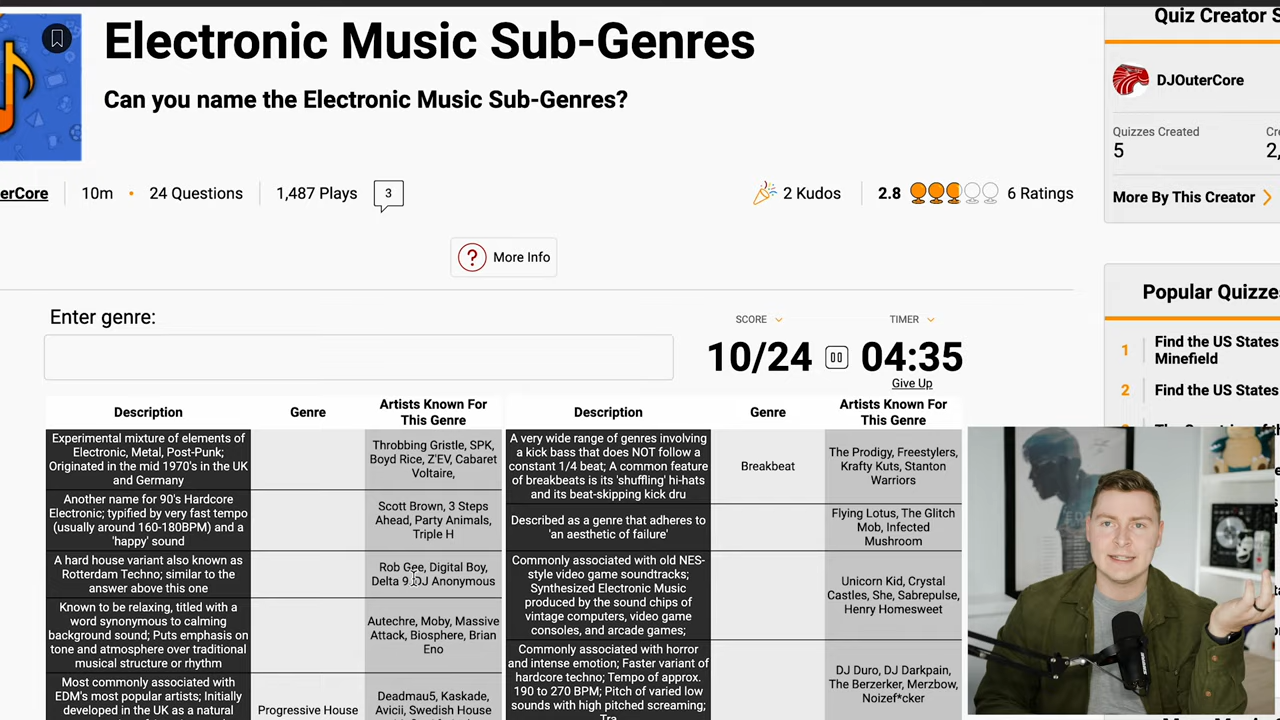 Electronic Music Sub-Genres
Can you name the Electronic Music Sub-Genres?
erCore
10m • 24 Questions
1,487 Plays
3
2 Kudos
2.8
6 Ratings
? More Info
Enter genre:
SCORE
TIMER
10/24
04:35
Give Up
Description
Genre
Artists Known For
This Genre
Experimental mixture of elements of
Electronic, Metal, Post-Punk;
Originated in the mid 1970's in the UK
and Germany
Throbbing Gristle, SPK,
Boyd Rice, Z'EV, Cabaret
Voltaire,
Another name for 90's Hardcore
Electronic; typified by very fast tempo
(usually around 160-180BPM) and a
'happy' sound
Scott Brown, 3 Steps
Ahead, Party Animals,
Triple H
A hard house variant also known as
Rotterdam Techno; similar to the
answer above this one
Rob Gee, Digital Boy,
Delta 9, DJ Anonymous
Known to be relaxing, titled with a
word synonymous to calming
background sound; Puts emphasis on
tone and atmosphere over traditional
musical structure or rhythm
Autechre, Moby, Massive
Attack, Biosphere, Brian
Eno
Most commonly associated with
EDM's most popular artists; Initially
developed in the UK as a natural
Progressive House
Deadmau5, Kaskade,
Avicii, Swedish House
Description
Genre
Artists Known For
This Genre
A very wide range of genres involving
a kick bass that does NOT follow a
constant 1/4 beat; A common feature
of breakbeats is its 'shuffling' hi-hats
and its beat-skipping kick dru
Breakbeat
The Prodigy, Freestylers,
Krafty Kuts, Stanton
Warriors
Described as a genre that adheres to
'an aesthetic of failure'
Flying Lotus, The Glitch
Mob, Infected
Mushroom
Commonly associated with old NES-
style video game soundtracks;
Synthesized Electronic Music
produced by the sound chips of
vintage computers, video game
consoles, and arcade games;
Unicorn Kid, Crystal
Castles, She, Sabrepulse,
Henry Homesweet
Commonly associated with horror
and intense emotion; Faster variant of
hardcore techno; Tempo of approx.
190 to 270 BPM; Pitch of varied low
sounds with high pitched screaming;
Tra
DJ Duro, DJ Darkpain,
The Berzerker, Merzbow,
Noizef*cker
Quiz Creator S
DJOuterCore
Quizzes Created
5
Cr
2,
More By This Creator
Popular Quizze
1 Find the US States
Minefield
2 Find the US States